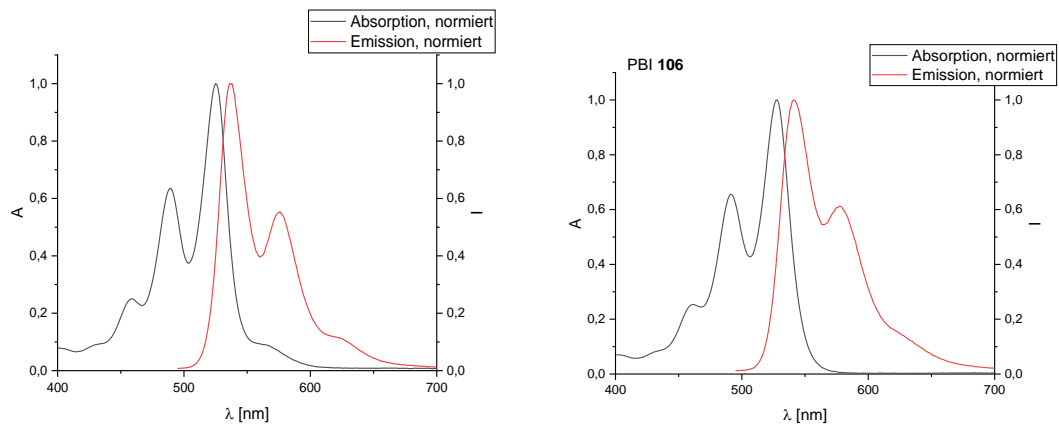 Absorption, normiert
Emission, normiert
1,0
0,8
0,6
0,4
0,2
0,0
A
1,0
0,8
0,6
0,4
0,2
0,0
I
400
500
600
700
λ [nm]
PBI 106
Absorption, normiert
Emission, normiert
1,0
0,8
0,6
0,4
0,2
0,0
A
1,0
0,8
0,6
0,4
0,2
0,0
I
400
500
600
700
λ [nm]